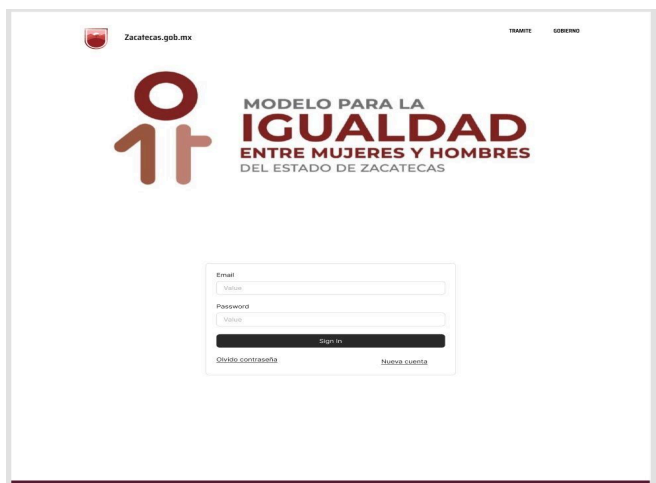 Zacatecas.gob.mx
TRAMITE GOBIERNO
MODELO PARA LA
IGUALDAD
ENTRE MUJERES Y HOMBRES
DEL ESTADO DE ZACATECAS
Email
Value
Password
Value
Sign In
Olvido contraseña
Nueva cuenta